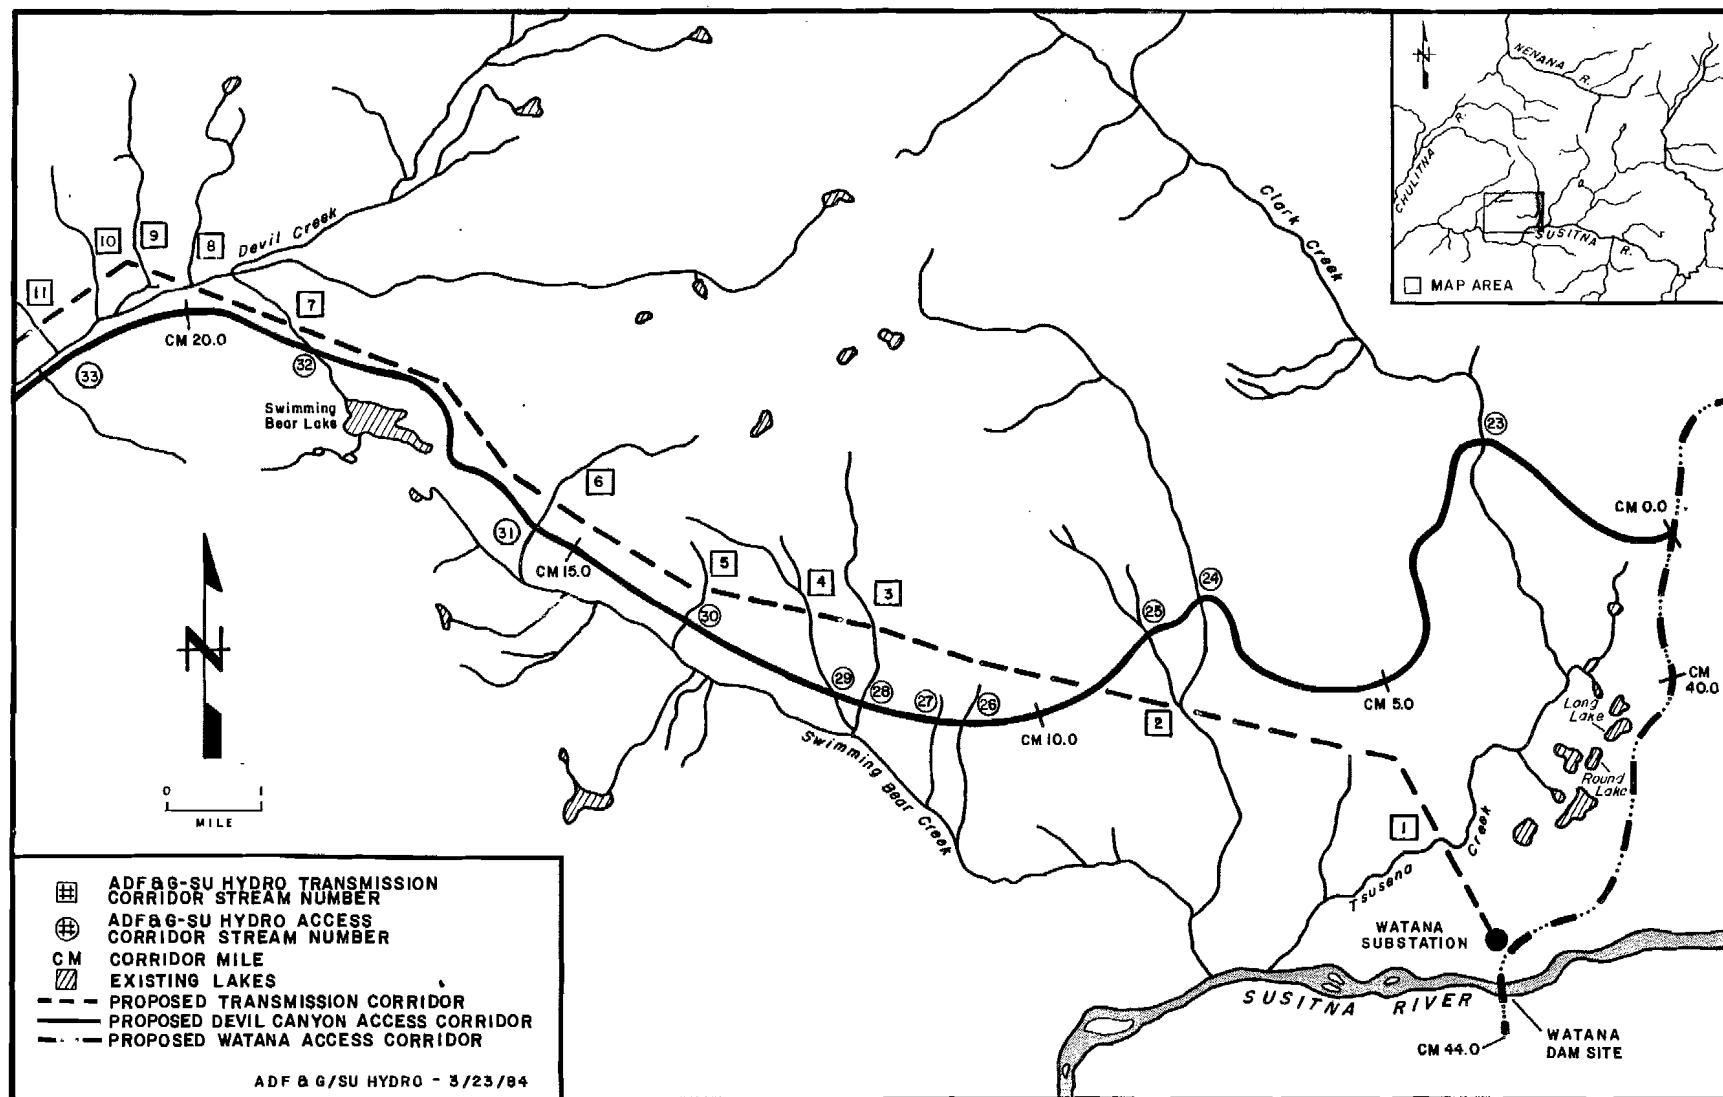 NENANA R.
CHULITNA R.
SUSITNA R.
MAP AREA
N
Devil Creek
Clark Creek
11
10
9
8
7
CM 20.0
33
32
Swimming
Bear Lake
23
CM 0.0
6
31
CM 15.0
5
4
3
30
24
25
29
28
27
26
2
CM 10.0
CM 5.0
CM
40.0
Long
Lake
Round
Lake
Swimming Bear Creek
N
0 1
MILE
1
Tsusena Creek
WATANA
SUBSTATION
SUSITNA RIVER
CM 44.0
WATANA
DAM SITE
# ADF&G-SU HYDRO TRANSMISSION
CORRIDOR STREAM NUMBER
# ADF&G-SU HYDRO ACCESS
CORRIDOR STREAM NUMBER
CM CORRIDOR MILE
EXISTING LAKES
PROPOSED TRANSMISSION CORRIDOR
PROPOSED DEVIL CANYON ACCESS CORRIDOR
PROPOSED WATANA ACCESS CORRIDOR
ADF & G/SU HYDRO - 3/23/84